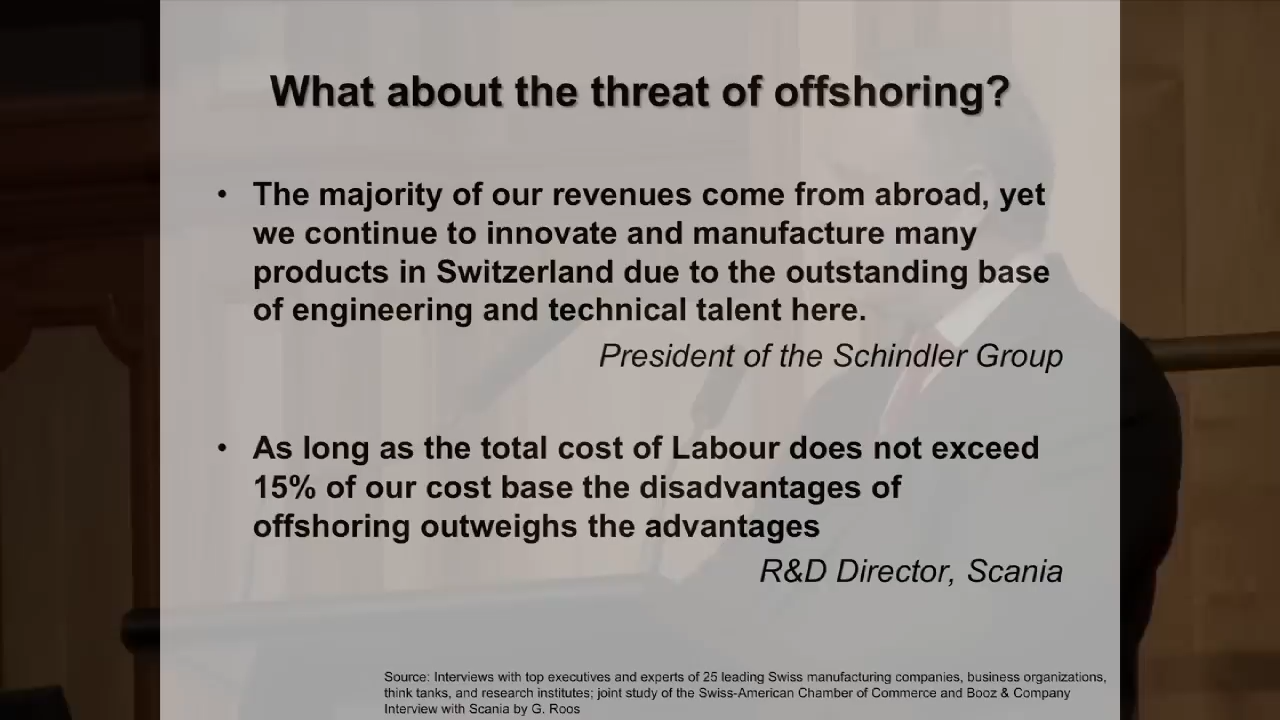 What about the threat of offshoring?
• The majority of our revenues come from abroad, yet
we continue to innovate and manufacture many
products in Switzerland due to the outstanding base
of engineering and technical talent here.
President of the Schindler Group
• As long as the total cost of Labour does not exceed
15% of our cost base the disadvantages of
offshoring outweighs the advantages
R&D Director, Scania
Source: Interviews with top executives and experts of 25 leading Swiss manufacturing companies, business organizations,
think tanks, and research institutes; joint study of the Swiss-American Chamber of Commerce and Booz & Company
Interview with Scania by G. Roos